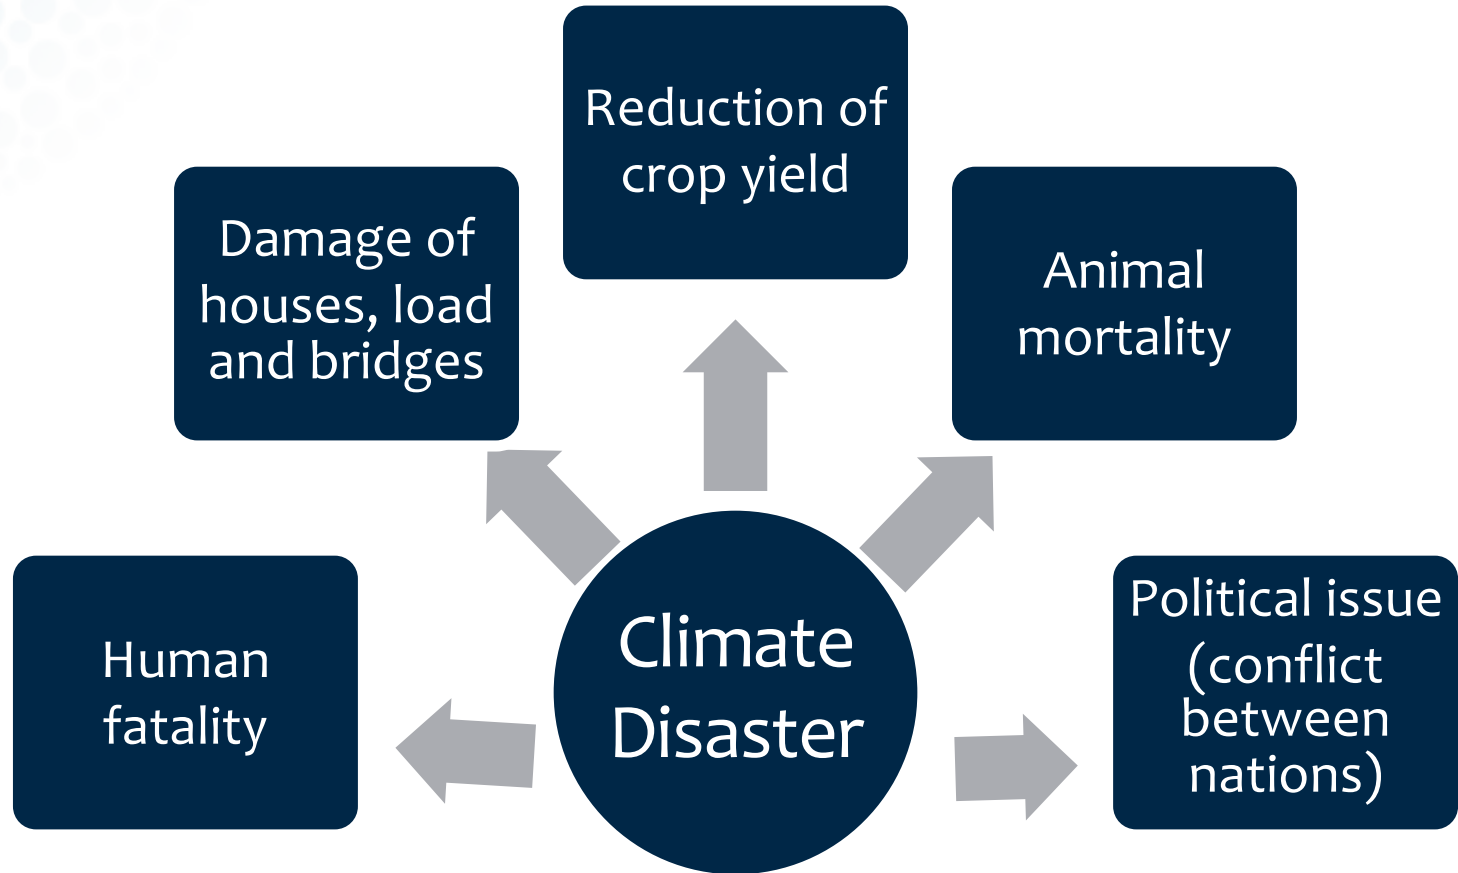 Reduction of
crop yield
Damage of
houses, load
and bridges
Animal
mortality
Human
fatality
Climate
Disaster
Political issue
(conflict
between
nations)